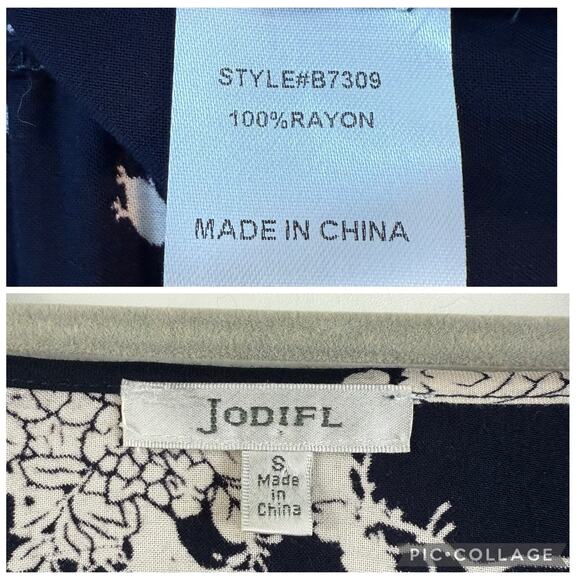 STYLE#B7309
100%RAYON
MADE IN CHINA
JODIFL
S
Made
in
China
PIC•COLLAGE